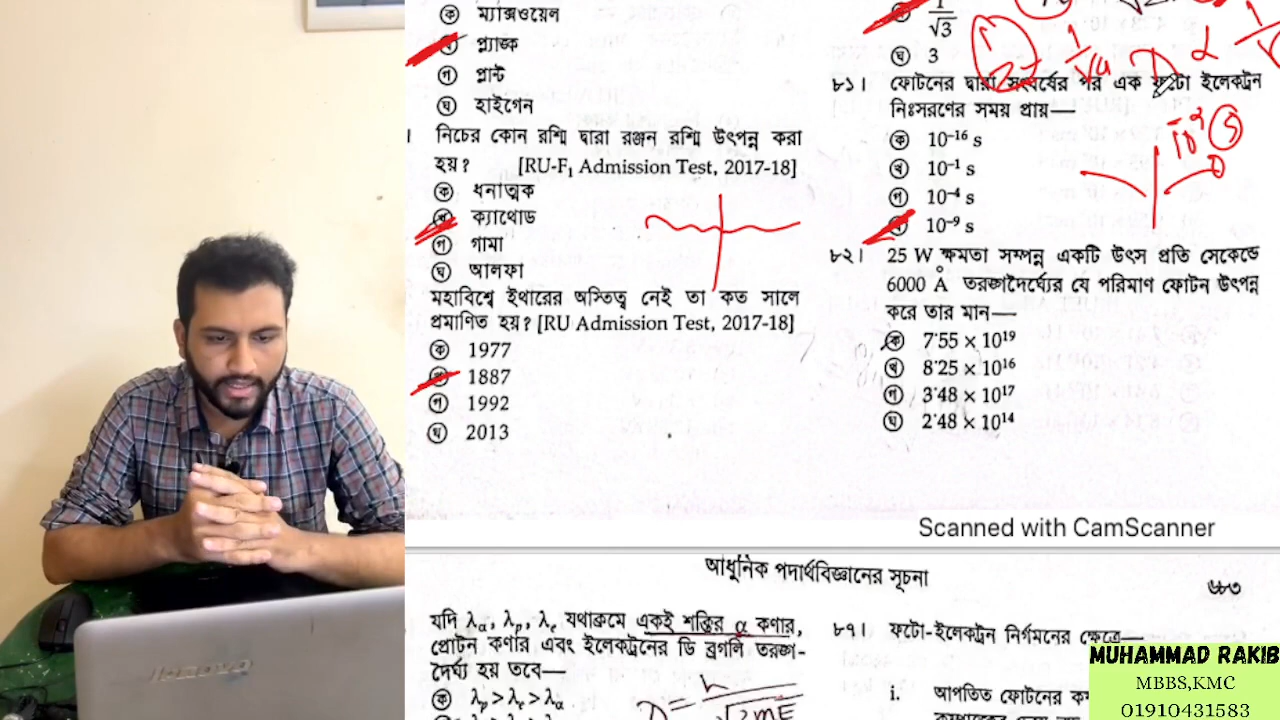 ক ম্যাক্সওয়েল
প্ল্যাঙ্ক
গ প্লান্ট
ঘ হাইগেন
। নিচের কোন রশ্মি দ্বারা রঞ্জন রশ্মি উৎপন্ন করা
হয়? [RU-F₁ Admission Test, 2017-18]
ক ধনাত্মক
খ ক্যাথোড
গ গামা
ঘ আলফা
মহাবিশ্বে ইথারের অস্তিত্ব নেই তা কত সালে
প্রমাণিত হয়? [RU Admission Test, 2017-18]
ক 1977
খ 1887
গ 1992
ঘ 2013
1/√3
ঘ 3
৮১। ফোটনের দ্বারা সংঘর্ষের পর এক ফটো ইলেকট্রন
নিঃসরণের সময় প্রায়—
ক 10⁻¹⁶ s
খ 10⁻¹ s
গ 10⁻⁴ s
10⁻⁹ s
৮২। 25 W ক্ষমতা সম্পন্ন একটি উৎস প্রতি সেকেন্ডে
6000 Å তরঙ্গদৈর্ঘ্যের যে পরিমাণ ফোটন উৎপন্ন
করে তার মান—
ক 7·55 × 10¹⁹
খ 8·25 × 10¹⁶
গ 3·48 × 10¹⁷
ঘ 2·48 × 10¹⁴
Scanned with CamScanner
আধুনিক পদার্থবিজ্ঞানের সূচনা ৬৮৩
যদি λα, λp, λe যথাক্রমে একই শক্তির α কণার,
প্রোটন কণার এবং ইলেকট্রনের ডি ব্রগলি তরঙ্গ-
দৈর্ঘ্য হয় তবে—
ক λp > λe > λα
৮৭। ফটো-ইলেকট্রন নির্গমনের ক্ষেত্রে—
i. আপতিত ফোটনের
MUHAMMAD RAKIB
MBBS,KMC
01910431583